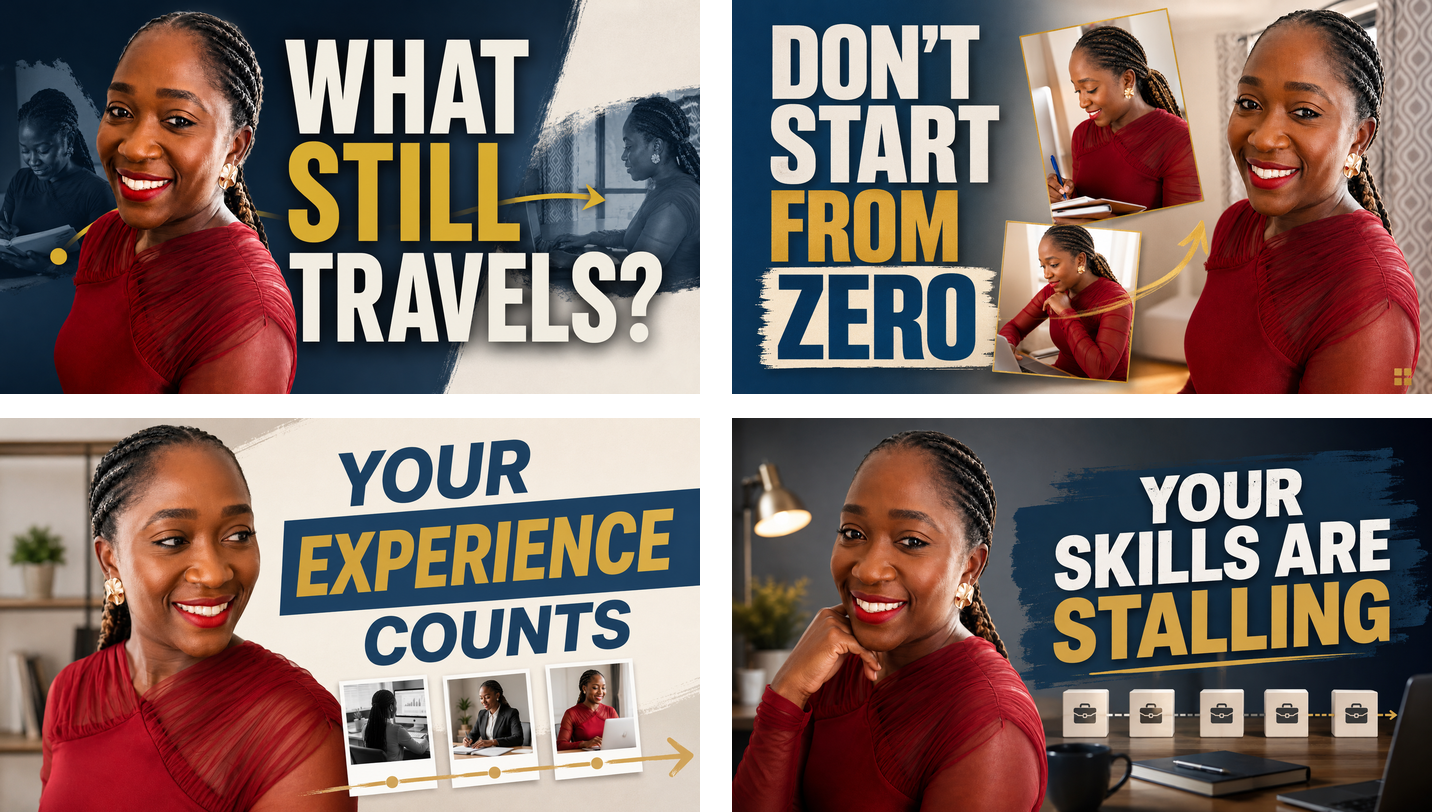 WHAT
STILL
TRAVELS?
DON'T
START
FROM
ZERO
YOUR
EXPERIENCE
COUNTS
YOUR
SKILLS ARE
STALLING